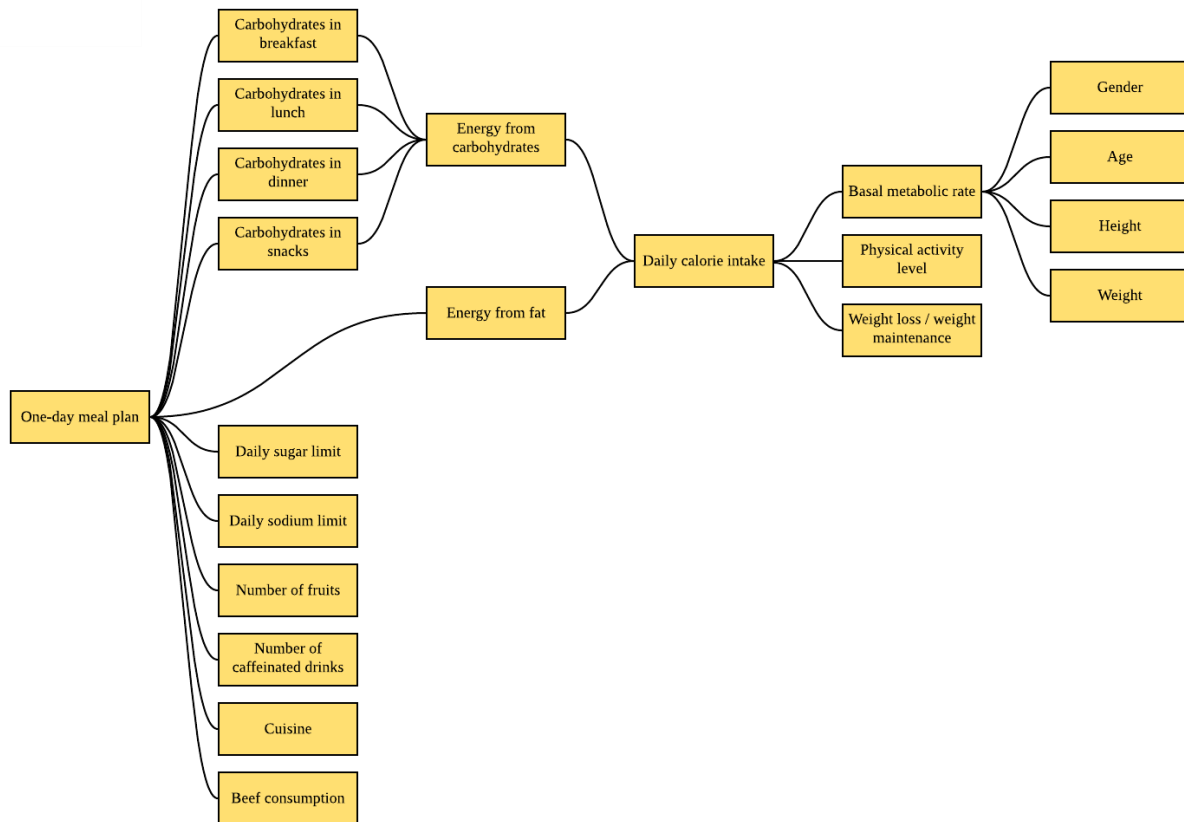 Carbohydrates in
breakfast
Carbohydrates in
lunch
Carbohydrates in
dinner
Carbohydrates in
snacks
Energy from
carbohydrates
Energy from fat
Daily calorie intake
Basal metabolic rate
Physical activity
level
Weight loss / weight
maintenance
Gender
Age
Height
Weight
One-day meal plan
Daily sugar limit
Daily sodium limit
Number of fruits
Number of
caffeinated drinks
Cuisine
Beef consumption